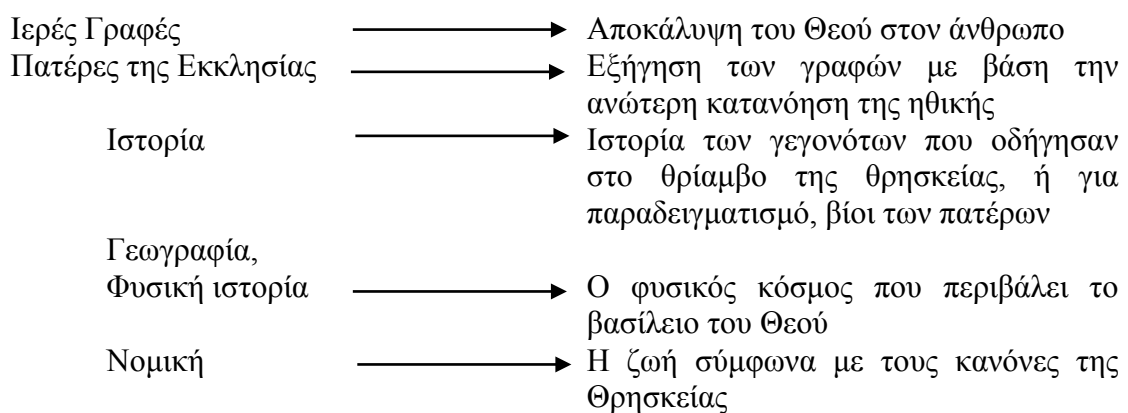 Ιερές Γραφές Αποκάλυψη του Θεού στον άνθρωπο
Πατέρες της Εκκλησίας Εξήγηση των γραφών με βάση την
ανώτερη κατανόηση της ηθικής
Ιστορία Ιστορία των γεγονότων που οδήγησαν
στο θρίαμβο της θρησκείας, ή για
παραδειγματισμό, βίοι των πατέρων
Γεωγραφία,
Φυσική ιστορία Ο φυσικός κόσμος που περιβάλει το
βασίλειο του Θεού
Νομική Η ζωή σύμφωνα με τους κανόνες της
Θρησκείας